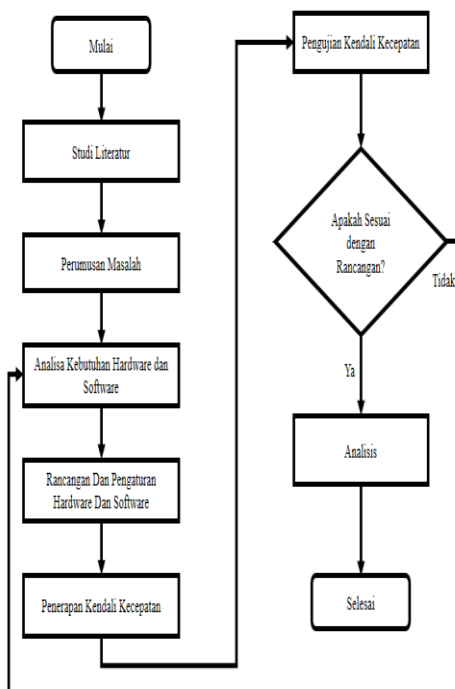 Mulai
Studi Literatur
Perumusan Masalah
Analisa Kebutuhan Hardware dan
Software
Rancangan Dan Pengaturan
Hardware Dan Software
Penerapan Kendali Kecepatan
Pengujian Kendali Kecepatan
Apakah Sesuai
dengan
Rancangan?
Tidak
Ya
Analisis
Selesai